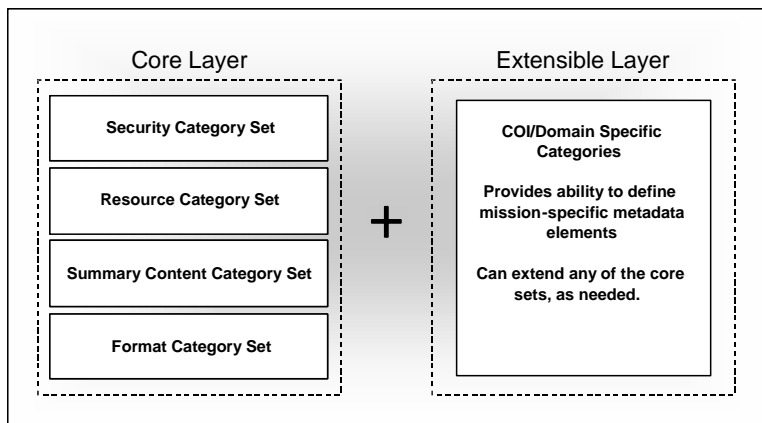 Core Layer
Security Category Set
Resource Category Set
Summary Content Category Set
Format Category Set
+
Extensible Layer
COI/Domain Specific
Categories
Provides ability to define
mission-specific metadata
elements
Can extend any of the core
sets, as needed.